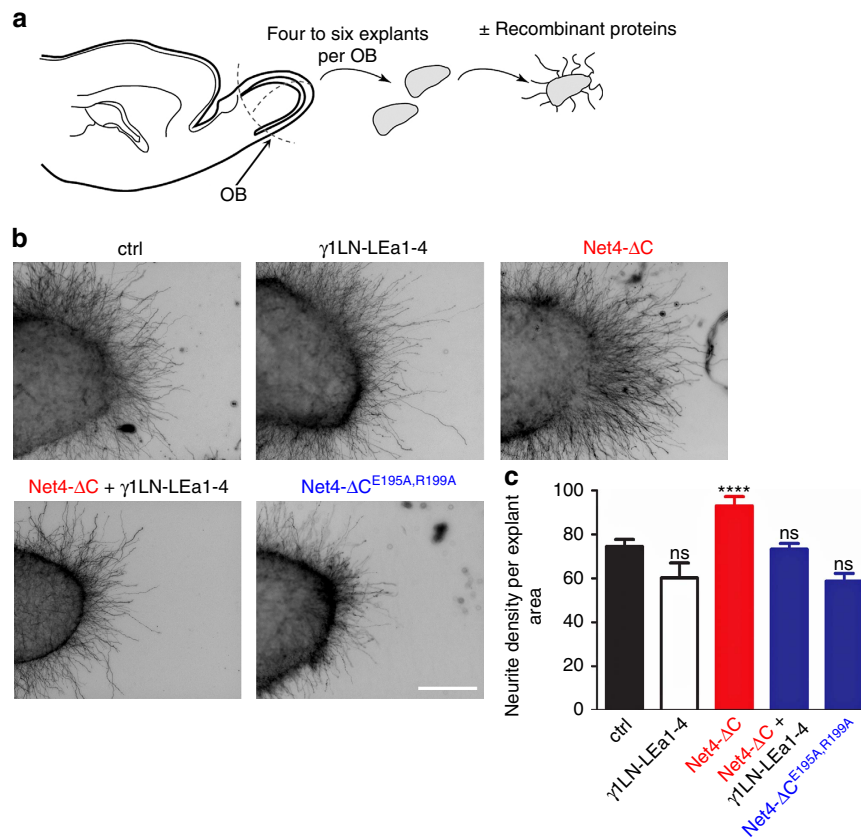 a
Four to six explants
per OB
± Recombinant proteins
OB
b
ctrl
γ1LN-LEa1-4
Net4-ΔC
Net4-ΔC + γ1LN-LEa1-4
Net4-ΔC^E195A,R199A
c
Neurite density per explant
area
100
80
60
40
20
0
ns
****
ns
ns
ctrl
γ1LN-LEa1-4
Net4-ΔC
Net4-ΔC +
γ1LN-LEa1-4
Net4-ΔC^E195A,R199A